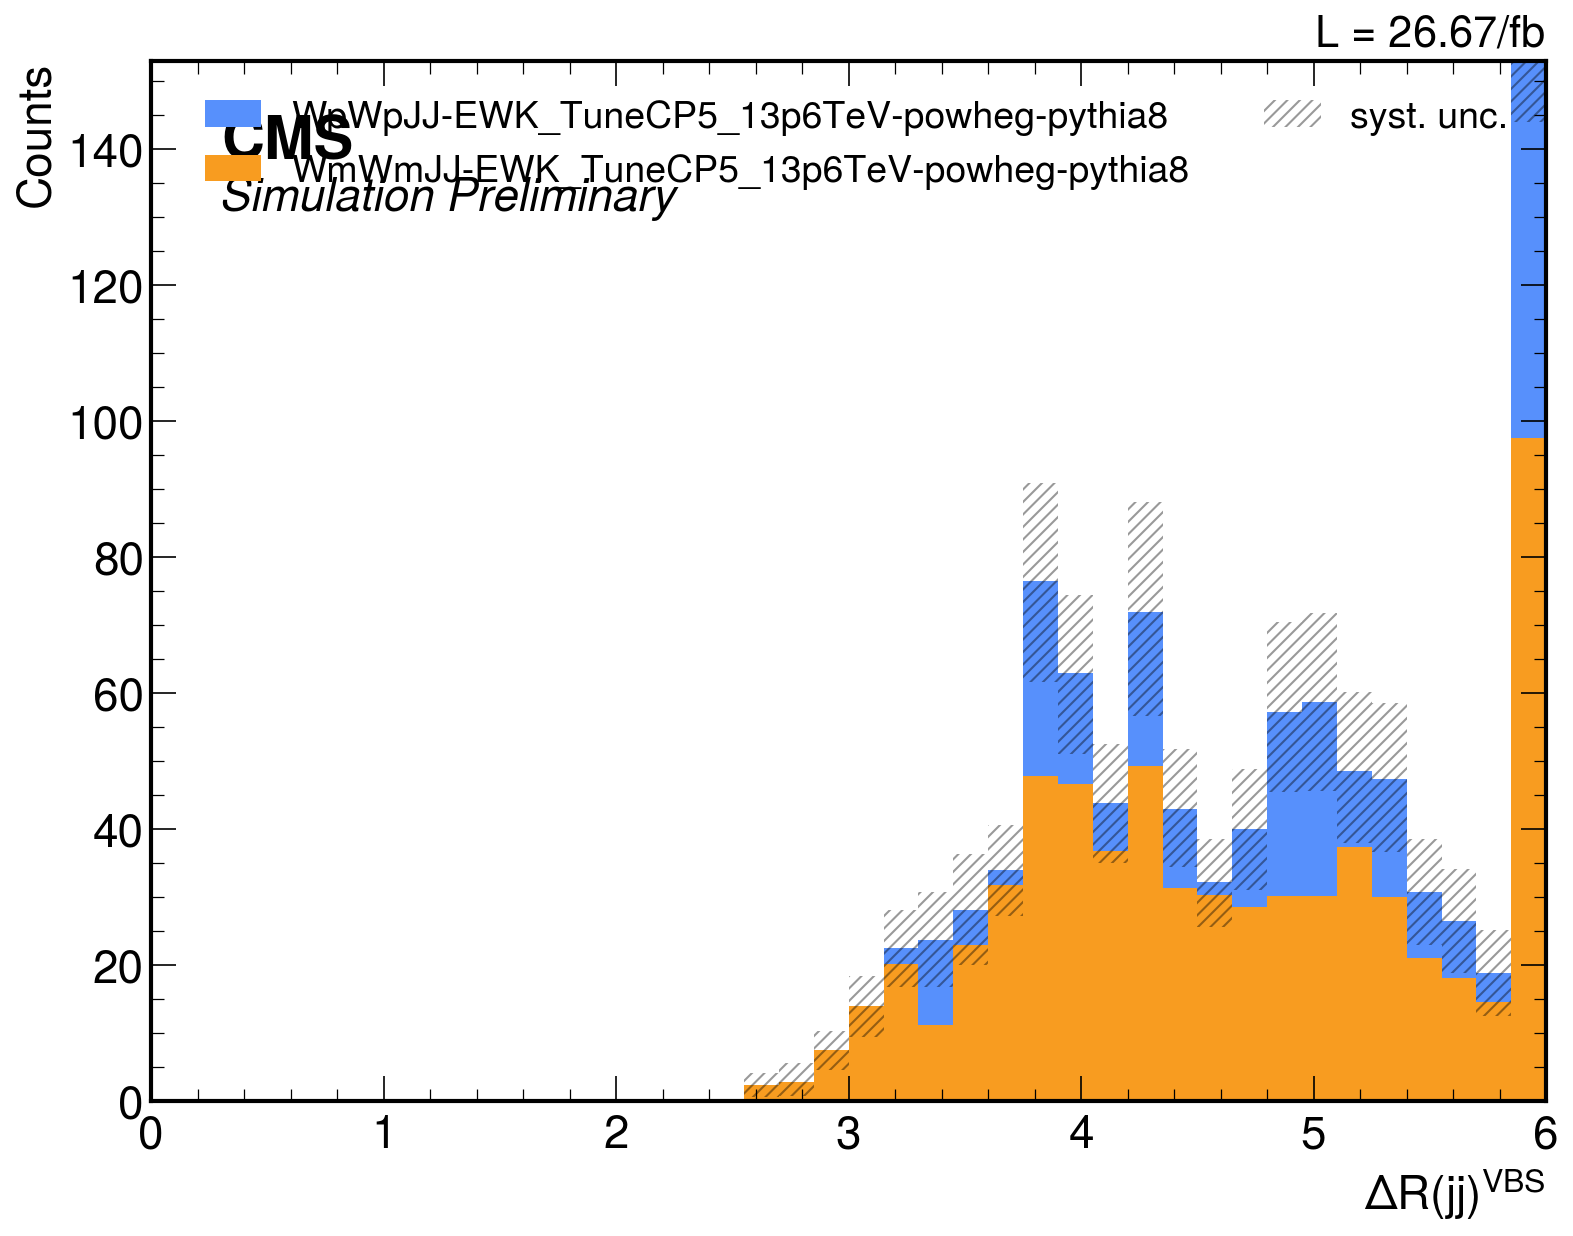 L = 26.67/fb
Counts
WpWpJJ-EWK_TuneCP5_13p6TeV-powheg-pythia8
syst. unc.
CMS
WmWmJJ-EWK_TuneCP5_13p6TeV-powheg-pythia8
Simulation Preliminary
140
120
100
80
60
40
20
0
0 1 2 3 4 5 6
ΔR(jj)^VBS